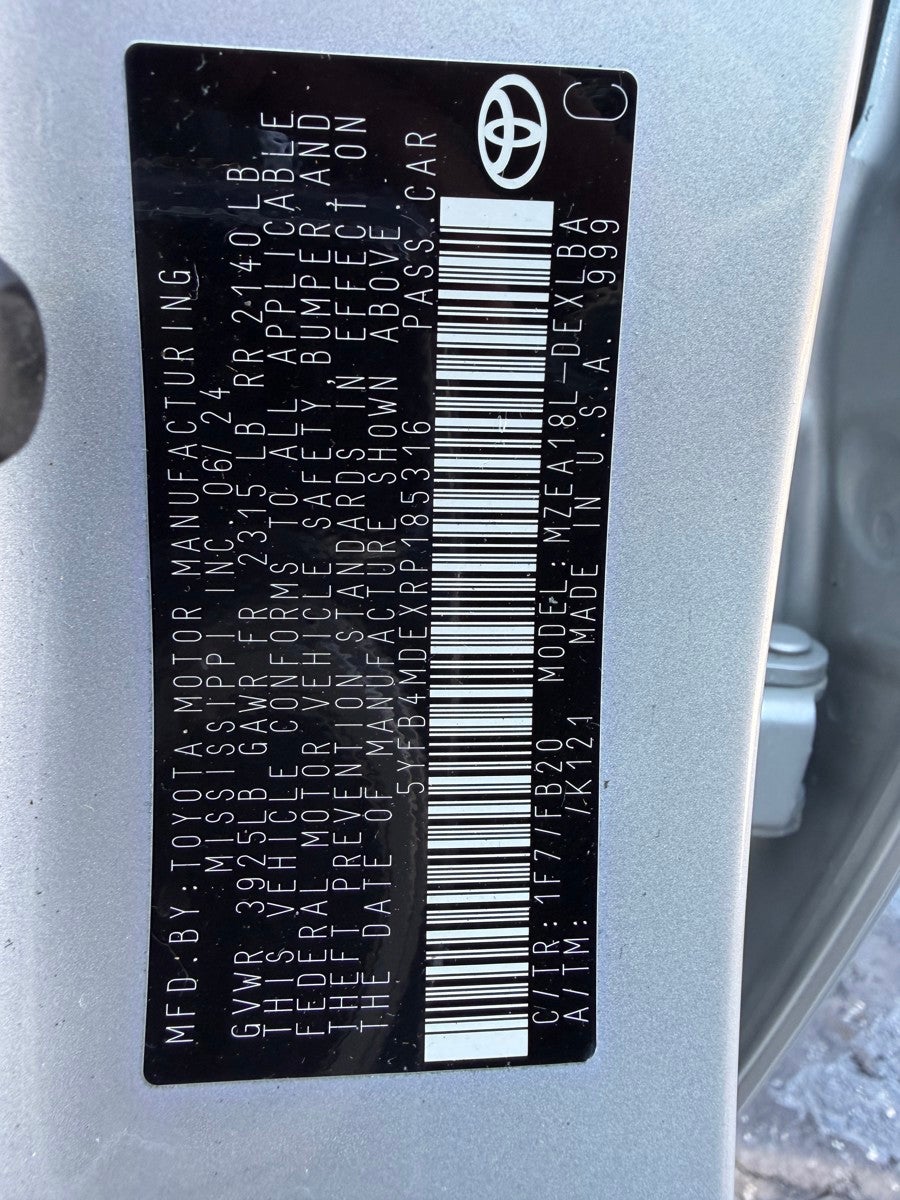 MFD.BY:TOYOTA MOTOR MANUFACTURING
MISSISSIPPI INC. 06/24
GVWR 3925LB GAWR FR 2315 LB RR 2140 LB
THIS VEHICLE CONFORMS TO ALL APPLICABLE
FEDERAL MOTOR VEHICLE SAFETY, BUMPER, AND
THEFT PREVENTION STANDARDS IN EFFECT ON
THE DATE OF MANUFACTURE SHOWN ABOVE.
5YFB4MDEXRP185316 PASS.CAR
C/TR:1F7/FB20 MODEL:MZEA18L-DEXLBA
A/TM: /K121 MADE IN U.S.A. 999
C